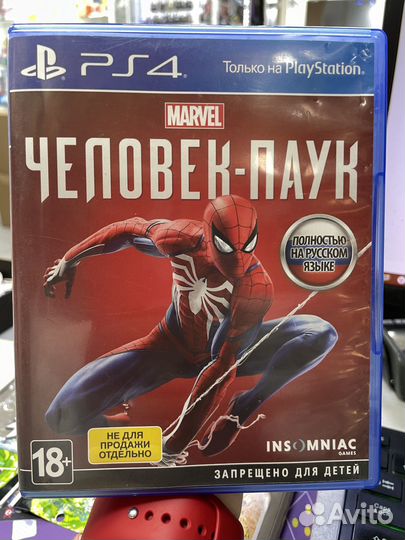 PS4
Только на PlayStation
MARVEL
ЧЕЛОВЕК-ПАУК
ПОЛНОСТЬЮ
НА РУССКОМ
ЯЗЫКЕ
НЕ ДЛЯ
ПРОДАЖИ
ОТДЕЛЬНО
INSOMNIAC
GAMES
18+
ЗАПРЕЩЕНО ДЛЯ ДЕТЕЙ
Avito